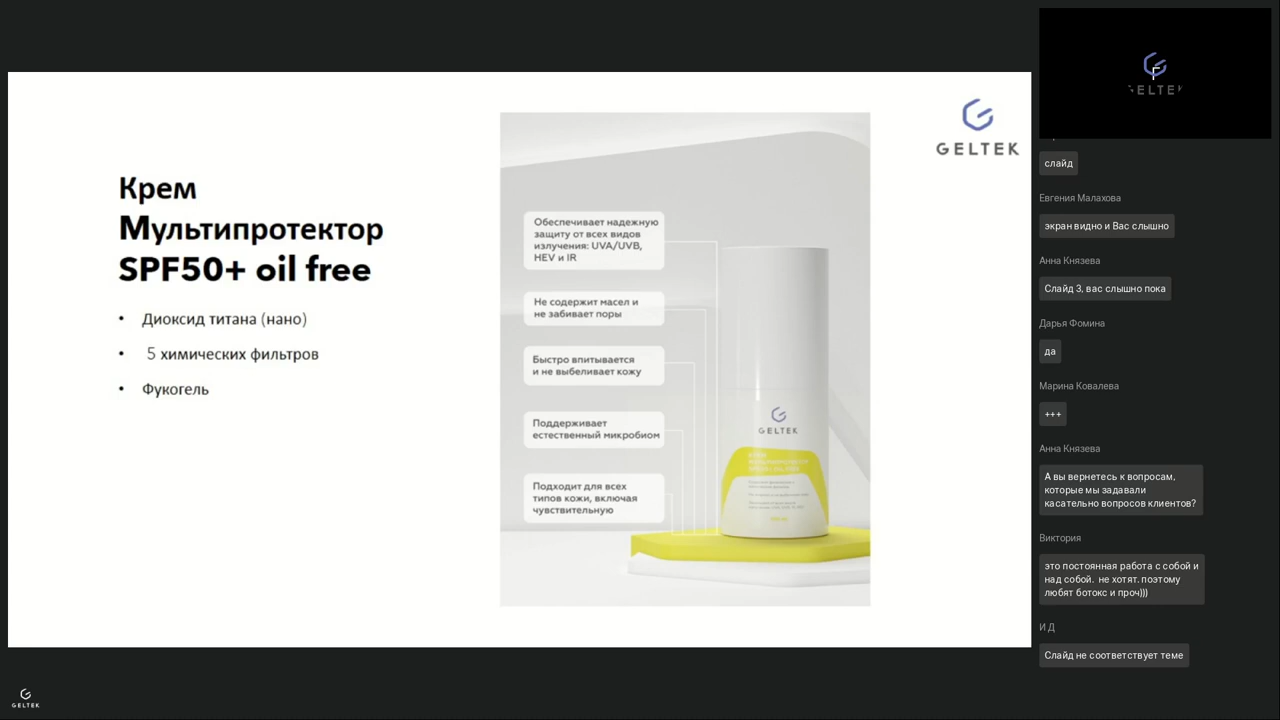 Крем
Мультипротектор
SPF50+ oil free
• Диоксид титана (нано)
• 5 химических фильтров
• Фукогель
Обеспечивает надежную
защиту от всех видов
излучения: UVA/UVB,
HEV и IR
Не содержит масел и
не забивает поры
Быстро впитывается
и не выбеливает кожу
Поддерживает
естественный микробиом
Подходит для всех
типов кожи, включая
чувствительную
GELTEK
GELTEK
GELTEK
слайд
Евгения Малахова
экран видно и Вас слышно
Анна Князева
Слайд 3, вас слышно пока
Дарья Фомина
да
Марина Ковалева
+++
Анна Князева
А вы вернетесь к вопросам,
которые мы задавали
касательно вопросов клиентов?
Виктория
это постоянная работа с собой и
над собой. не хотят. поэтому
любят ботокс и проч)))
И Д
Слайд не соответствует теме
GELTEK